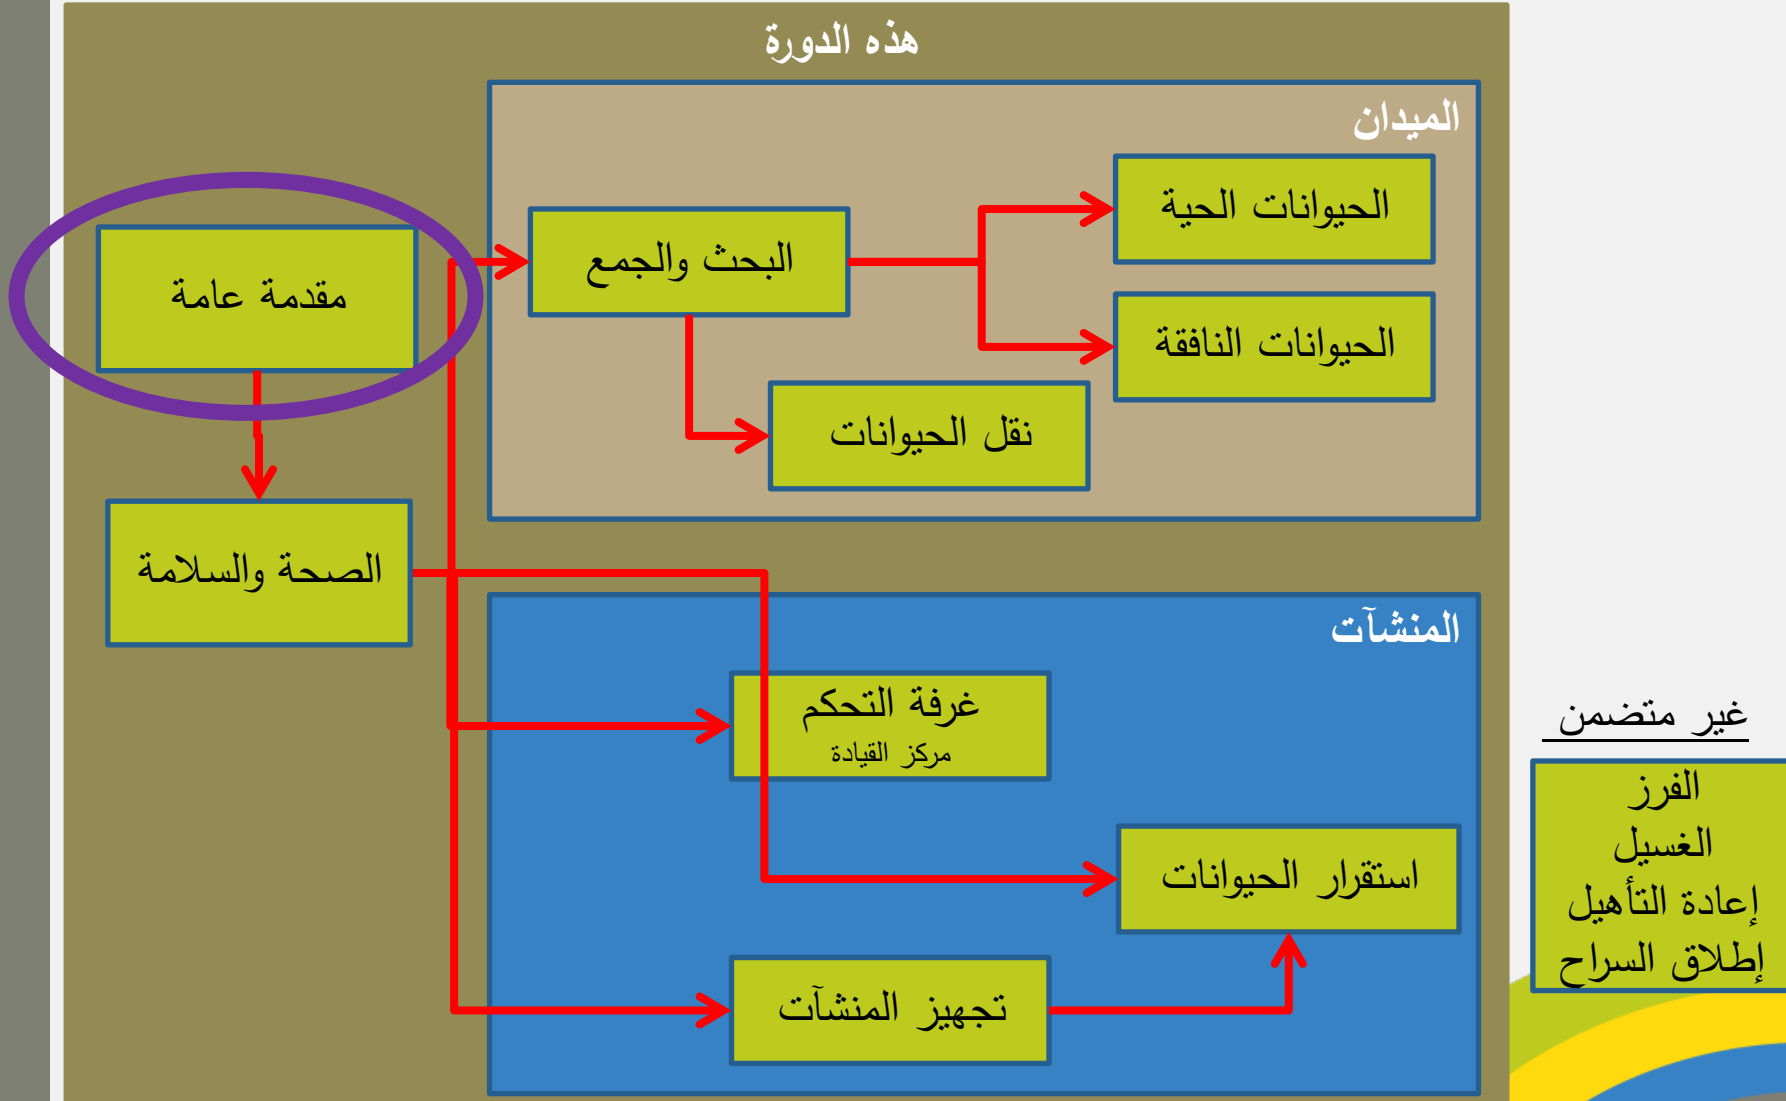 هذه الدورة
الميدان
الحيوانات الحية
البحث والجمع
مقدمة عامة
الحيوانات النافقة
نقل الحيوانات
الصحة والسلامة
المنشآت
غرفة التحكم
مركز القيادة
استقرار الحيوانات
تجهيز المنشآت
غير متضمن
الفرز
الغسيل
إعادة التأهيل
إطلاق السراح